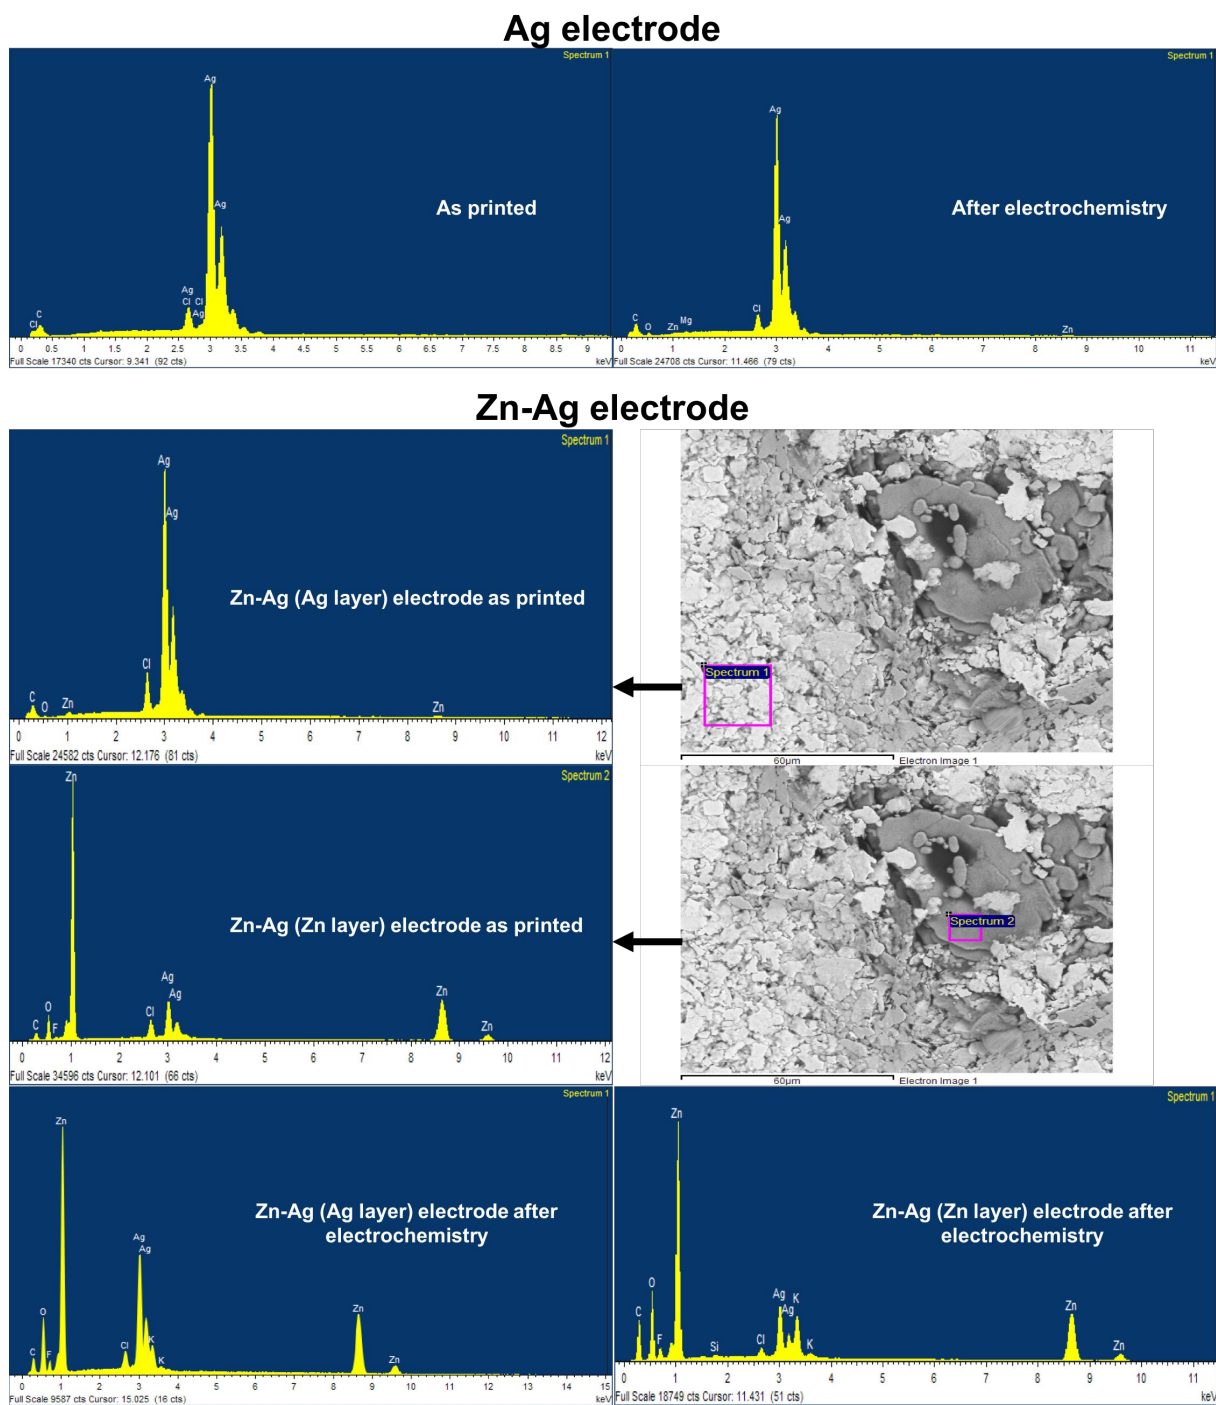 Ag electrode
Spectrum 1
Ag
Ag
As printed
Ag
Cl Cl
Ag
C
Cl
0 0.5 1 1.5 2 2.5 3 3.5 4 4.5 5 5.5 6 6.5 7 7.5 8 8.5 9
Full Scale 17340 cts Cursor: 9.341 (92 cts) keV
Spectrum 1
Ag
After electrochemistry
Ag
Cl
C
O Zn Mg Zn
0 1 2 3 4 5 6 7 8 9 10 11
Full Scale 24708 cts Cursor: 11.466 (79 cts) keV
Zn-Ag electrode
Spectrum 1
Ag
Ag
Zn-Ag (Ag layer) electrode as printed
Cl
C O Zn Zn
0 1 2 3 4 5 6 7 8 9 10 11 12
Full Scale 24582 cts Cursor: 12.176 (81 cts) keV
Spectrum 1
60μm Electron Image 1
Spectrum 2
Zn
Zn-Ag (Zn layer) electrode as printed
Ag
Ag
Zn
O
Cl
C F Zn
0 1 2 3 4 5 6 7 8 9 10 11 12
Full Scale 34596 cts Cursor: 12.101 (66 cts) keV
Spectrum 2
60μm Electron Image 1
Spectrum 1
Zn
Zn-Ag (Ag layer) electrode after
electrochemistry
Ag
Ag
O Zn
Cl K
C F K Zn
0 1 2 3 4 5 6 7 8 9 10 11 12 13 14 15
Full Scale 9587 cts Cursor: 15.025 (16 cts) keV
Spectrum 1
Zn
Zn-Ag (Zn layer) electrode after
electrochemistry
O
Ag K
C Ag Zn
F Si Cl K Zn
0 1 2 3 4 5 6 7 8 9 10 11
Full Scale 18749 cts Cursor: 11.431 (51 cts) keV